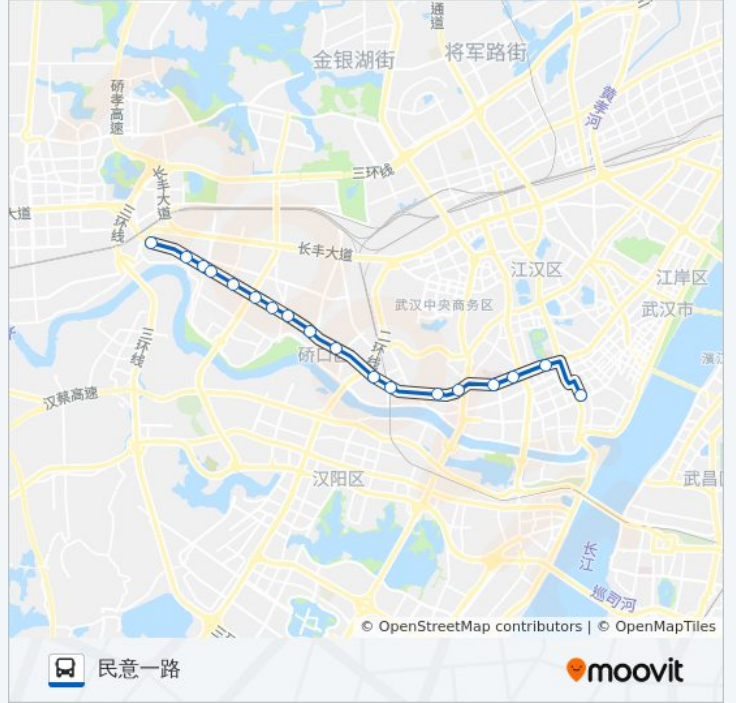 通道
金银湖街
将军路街
硚孝高速
黄孝河
三环线
长丰大道
大道
三环线
长丰大道
江汉区
江岸区
武汉中央商务区
武汉市
三环线
二环线
硚口区
汉蔡高速
汉阳区
武昌
长江
巡司河
三环
© OpenStreetMap contributors | © OpenMapTiles
民意一路
moovit